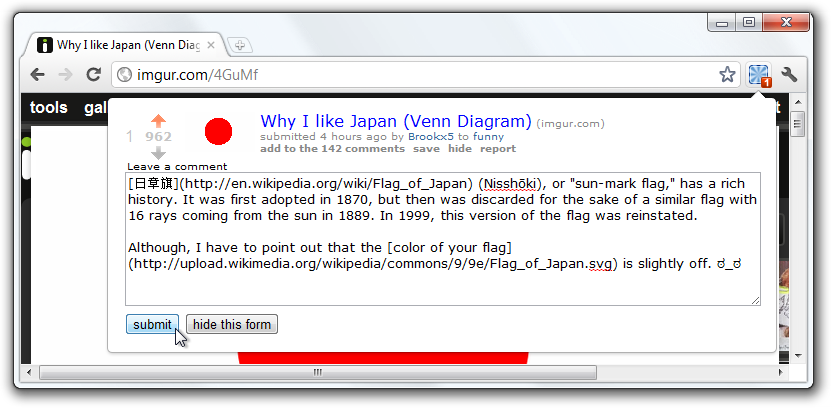 Why I like Japan (Venn Diag
imgur.com/4GuMf
1
tools gal
t
1 962
Why I like Japan (Venn Diagram) (imgur.com)
submitted 4 hours ago by Brookx5 to funny
add to the 142 comments save hide report
Leave a comment
[日章旗](http://en.wikipedia.org/wiki/Flag_of_Japan) (Nisshōki), or "sun-mark flag," has a rich
history. It was first adopted in 1870, but then was discarded for the sake of a similar flag with
16 rays coming from the sun in 1889. In 1999, this version of the flag was reinstated.
Although, I have to point out that the [color of your flag]
(http://upload.wikimedia.org/wikipedia/commons/9/9e/Flag_of_Japan.svg) is slightly off. ಠ_ಠ
submit hide this form